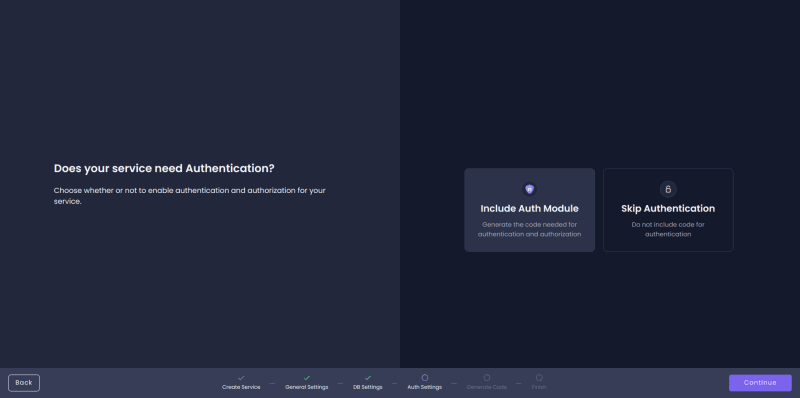 Does your service need Authentication?
Choose whether or not to enable authentication and authorization for your
service.
Include Auth Module
Generate the code needed for
authentication and authorization
Skip Authentication
Do not include code for
authentication
Back
Create Service
General Settings
DB Settings
Auth Settings
Generate Code
Finish
Continue